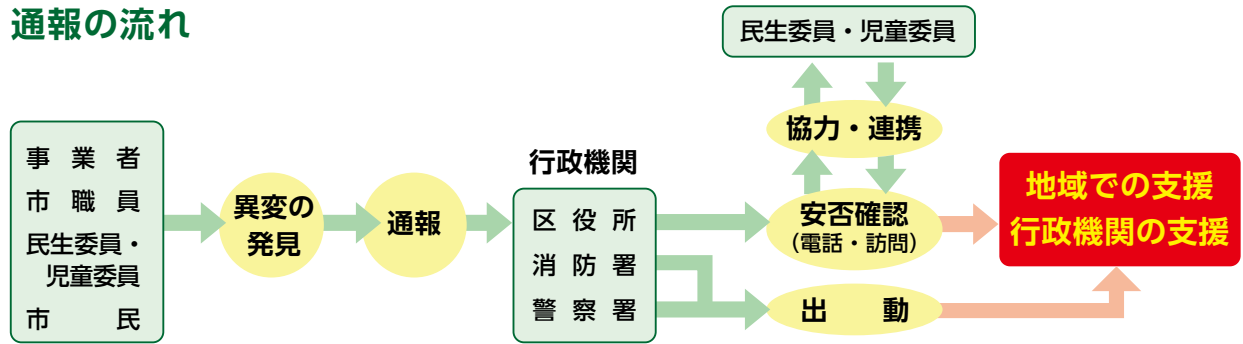 通報の流れ
事業者
市職員
民生委員・
児童委員
市民
異変の
発見
通報
行政機関
区役所
消防署
警察署
民生委員・児童委員
協力・連携
安否確認
（電話・訪問）
出動
地域での支援
行政機関の支援